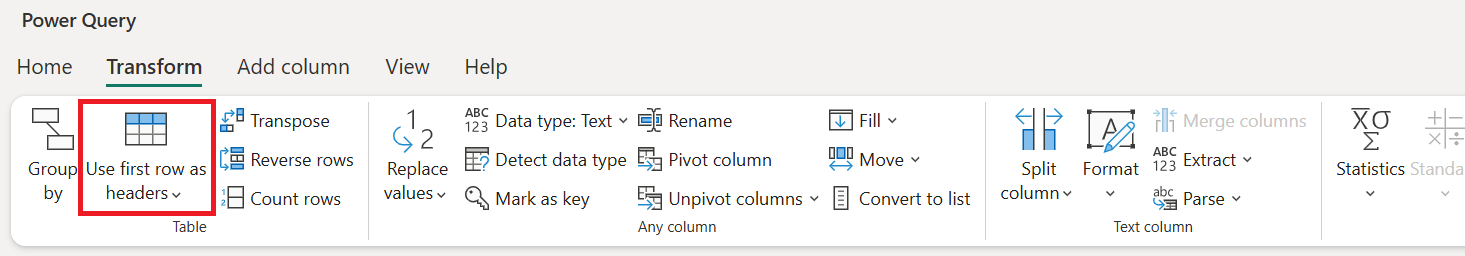 Power Query
Home Transform Add column View Help
Group by
Use first row as headers
Transpose
Reverse rows
Count rows
Table
1 2
Replace values
ABC 123 Data type: Text
Detect data type
Mark as key
Rename
Pivot column
Unpivot columns
Fill
Move
Convert to list
Any column
Split column
A
Format
Merge columns
ABC 123 Extract
abc Parse
Text column
X̅σ Σ
Statistics
Standa